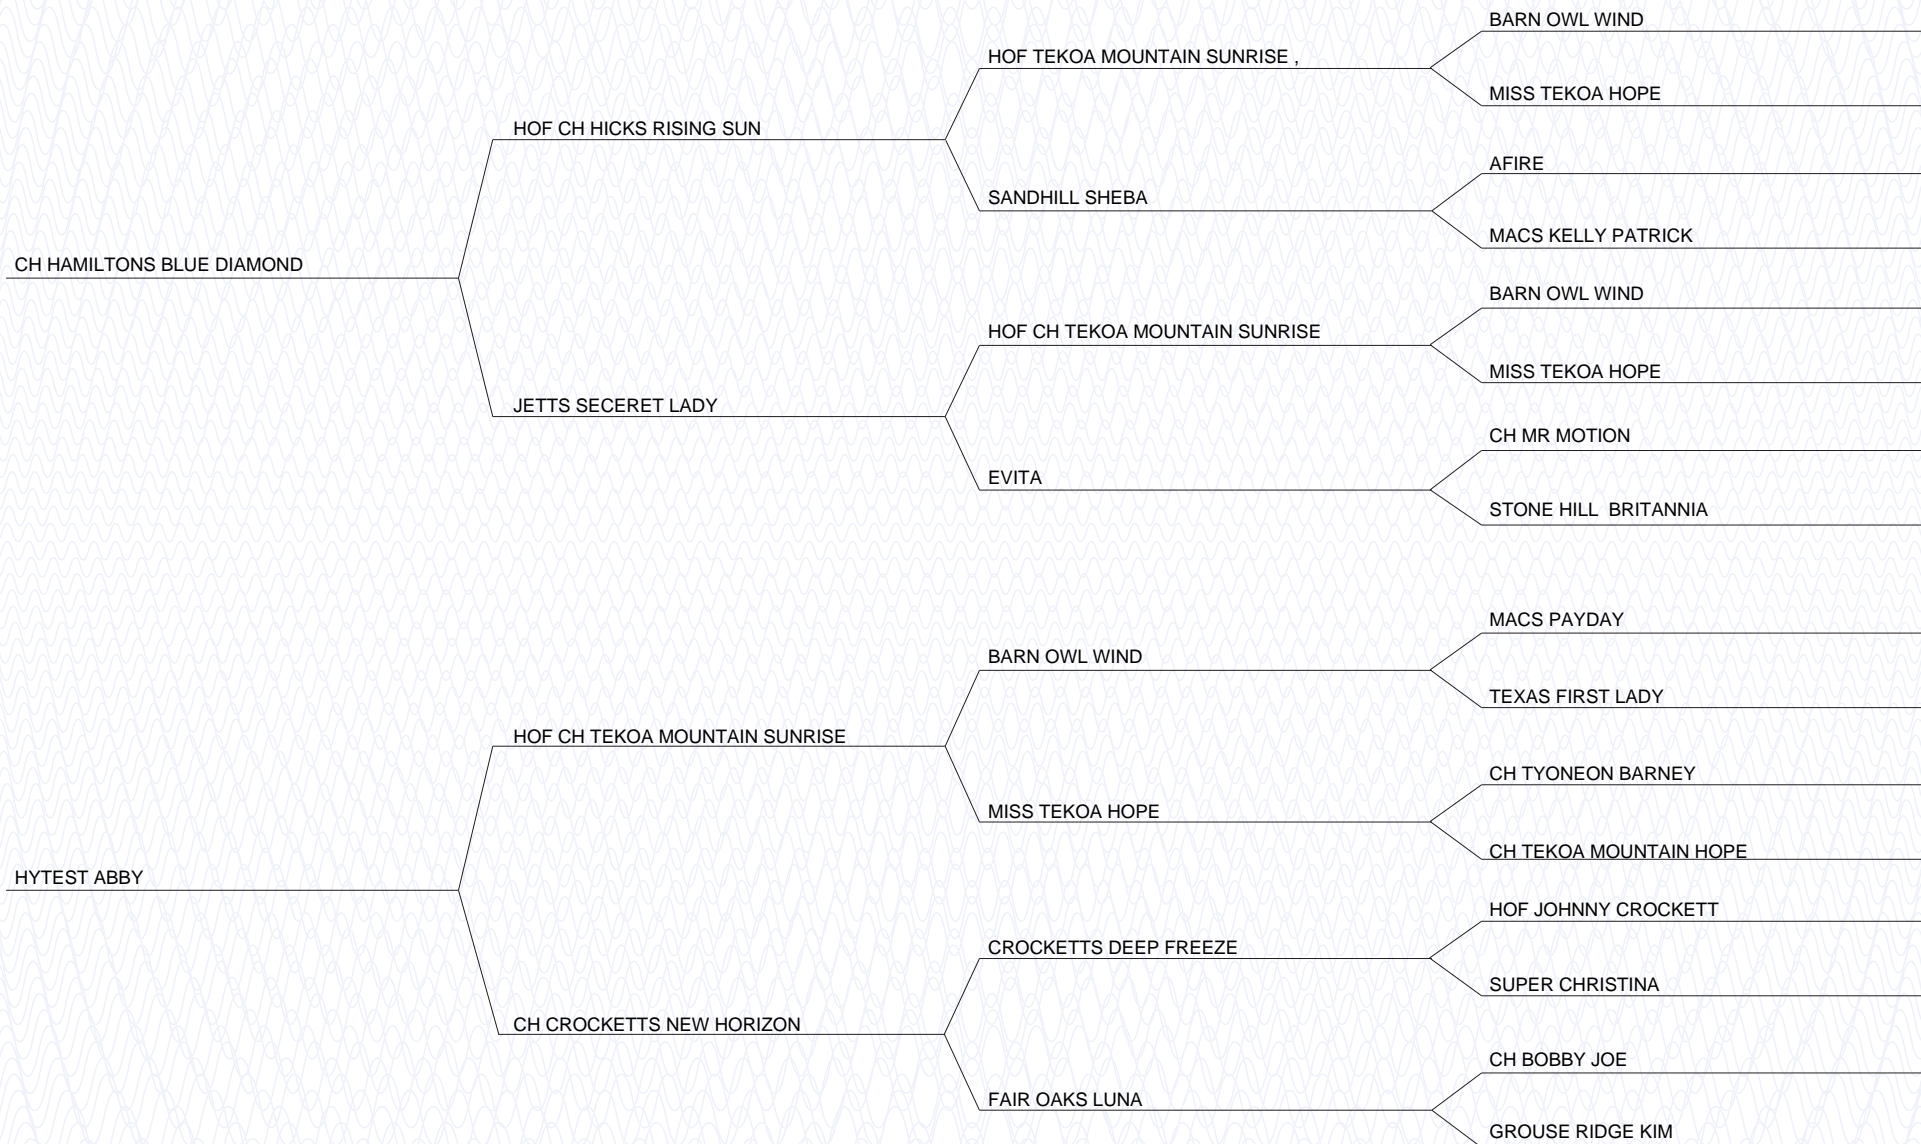 BARN OWL WIND
HOF TEKOA MOUNTAIN SUNRISE ,
MISS TEKOA HOPE
HOF CH HICKS RISING SUN
AFIRE
SANDHILL SHEBA
MACS KELLY PATRICK
CH HAMILTONS BLUE DIAMOND
BARN OWL WIND
HOF CH TEKOA MOUNTAIN SUNRISE
MISS TEKOA HOPE
JETTS SECERET LADY
CH MR MOTION
EVITA
STONE HILL  BRITANNIA
MACS PAYDAY
BARN OWL WIND
TEXAS FIRST LADY
HOF CH TEKOA MOUNTAIN SUNRISE
CH TYONEON BARNEY
MISS TEKOA HOPE
CH TEKOA MOUNTAIN HOPE
HYTEST ABBY
HOF JOHNNY CROCKETT
CROCKETTS DEEP FREEZE
SUPER CHRISTINA
CH CROCKETTS NEW HORIZON
CH BOBBY JOE
FAIR OAKS LUNA
GROUSE RIDGE KIM